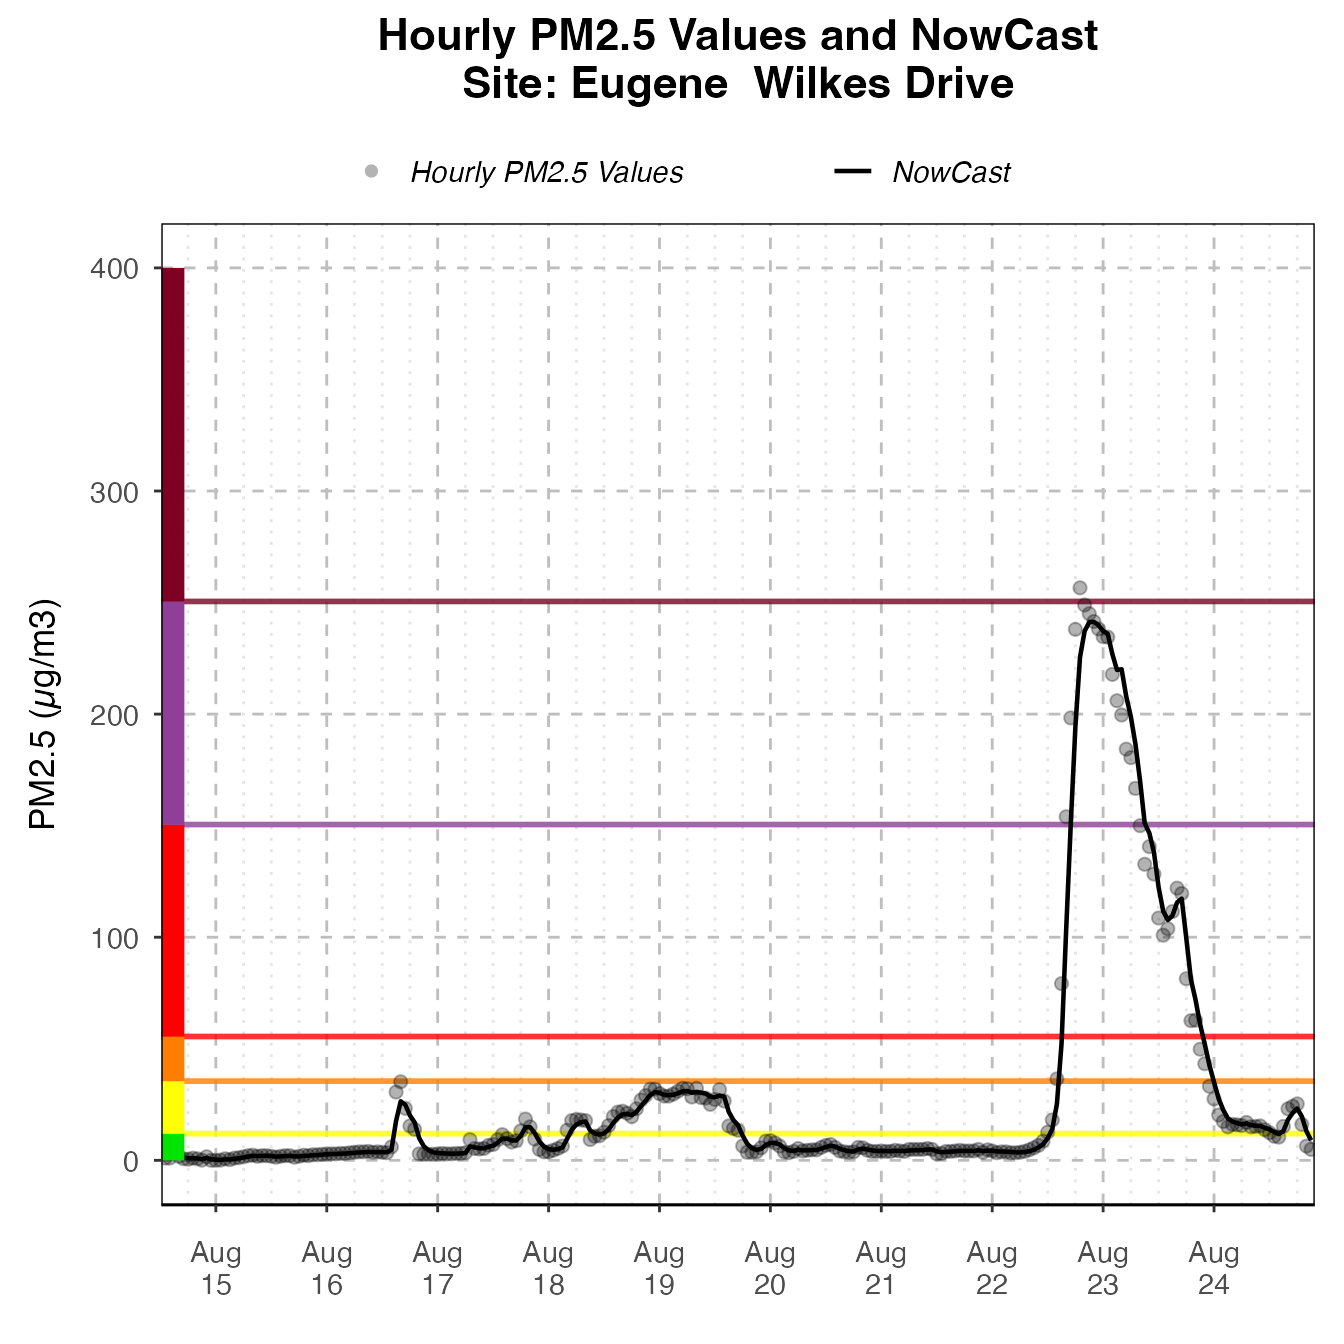 Hourly PM2.5 Values and NowCast
Site: Eugene  Wilkes Drive
Hourly PM2.5 Values
NowCast
PM2.5 (µg/m3)
400
300
200
100
0
Aug 15
Aug 16
Aug 17
Aug 18
Aug 19
Aug 20
Aug 21
Aug 22
Aug 23
Aug 24